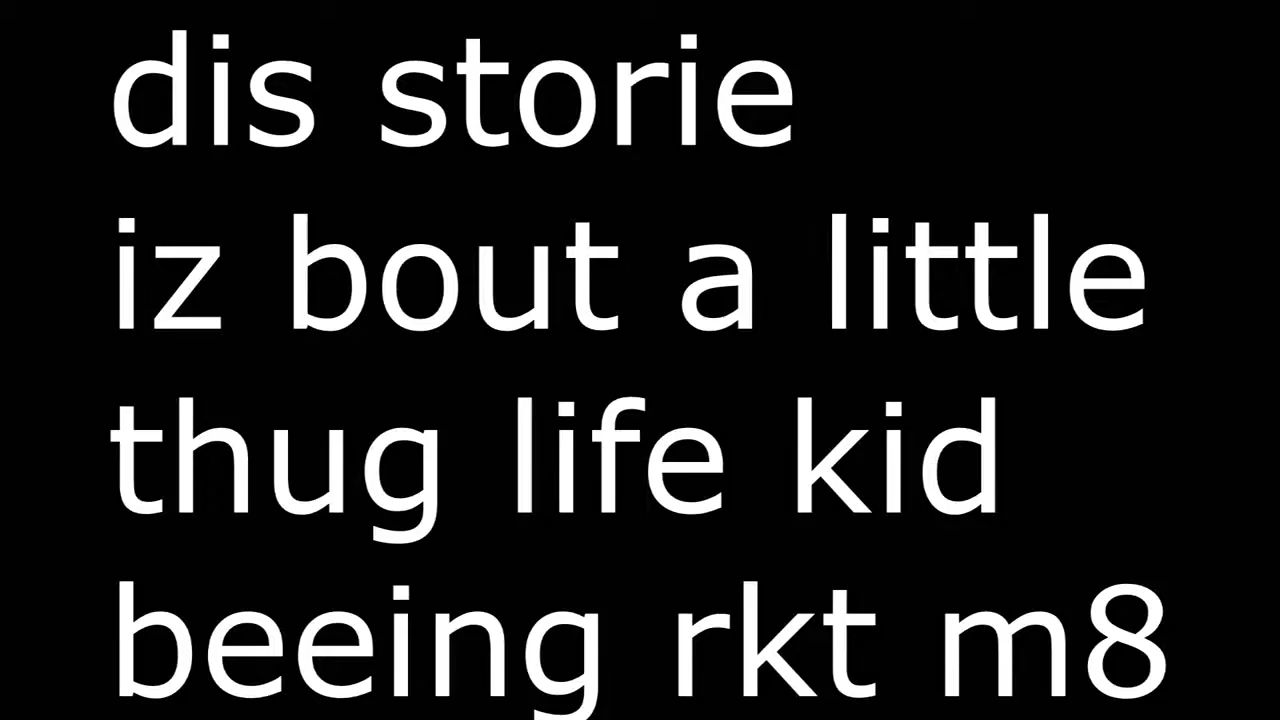 dis storie
iz bout a little
thug life kid
beeing rkt m8